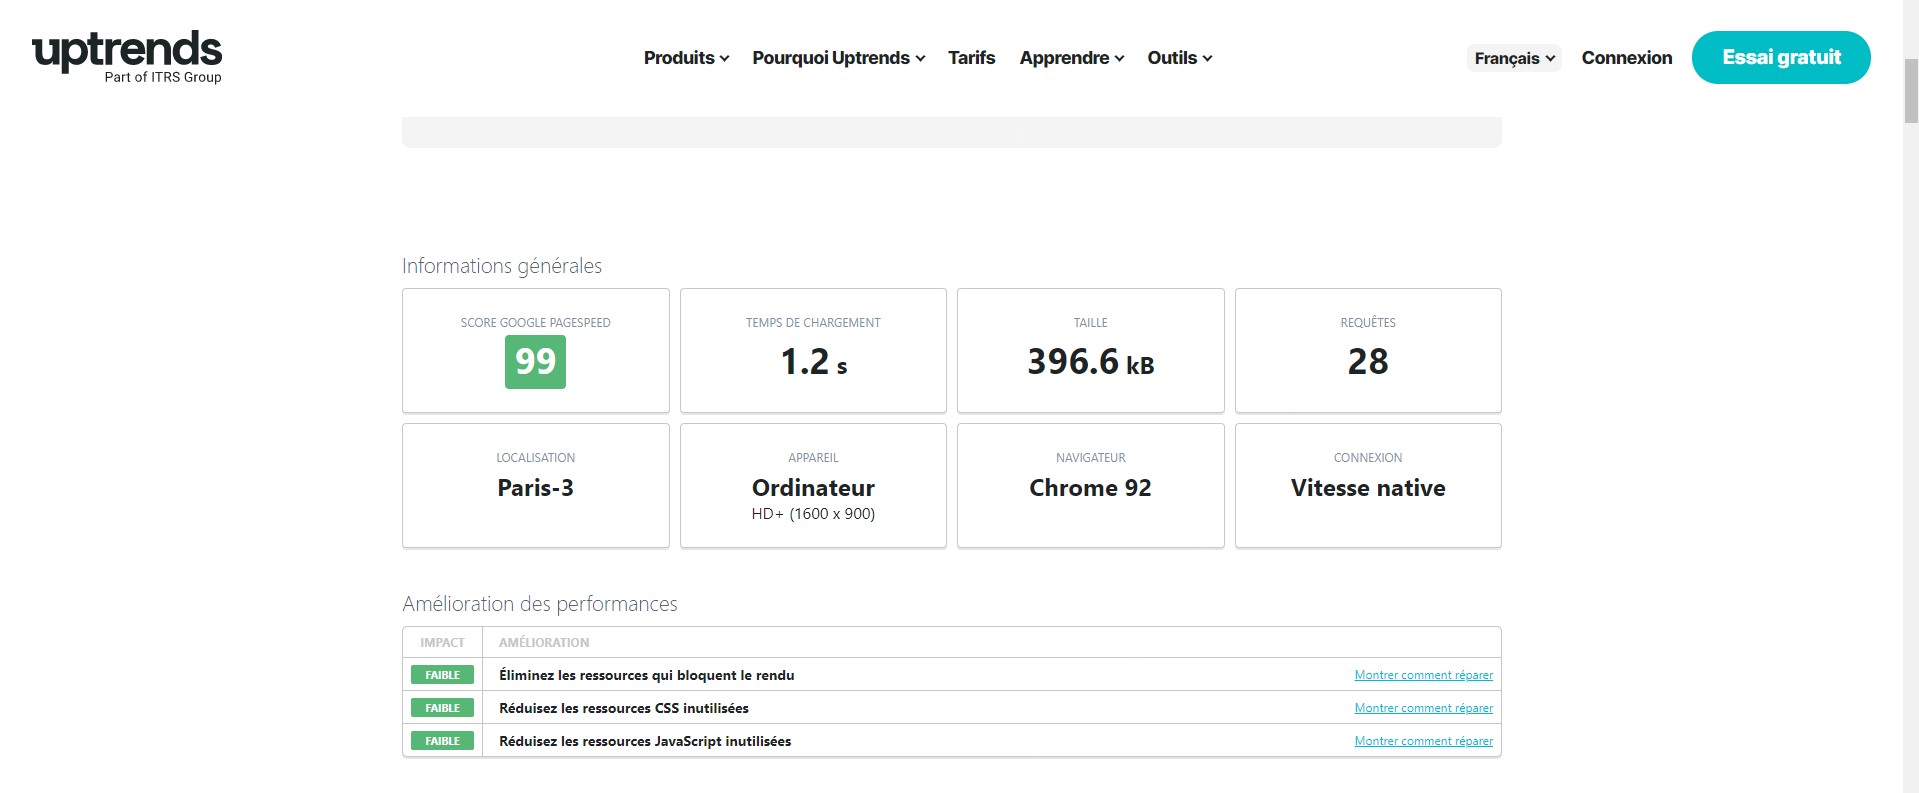 uptrends
Part of ITRS Group
Produits Pourquoi Uptrends Tarifs Apprendre Outils Français Connexion Essai gratuit
Informations générales
SCORE GOOGLE PAGESPEED TEMPS DE CHARGEMENT TAILLE REQUÊTES
99 1.2 s 396.6 kB 28
LOCALISATION APPAREIL NAVIGATEUR CONNEXION
Paris-3 Ordinateur Chrome 92 Vitesse native
HD+ (1600 x 900)
Amélioration des performances
IMPACT AMÉLIORATION
FAIBLE Éliminez les ressources qui bloquent le rendu Montrer comment réparer
FAIBLE Réduisez les ressources CSS inutilisées Montrer comment réparer
FAIBLE Réduisez les ressources JavaScript inutilisées Montrer comment réparer